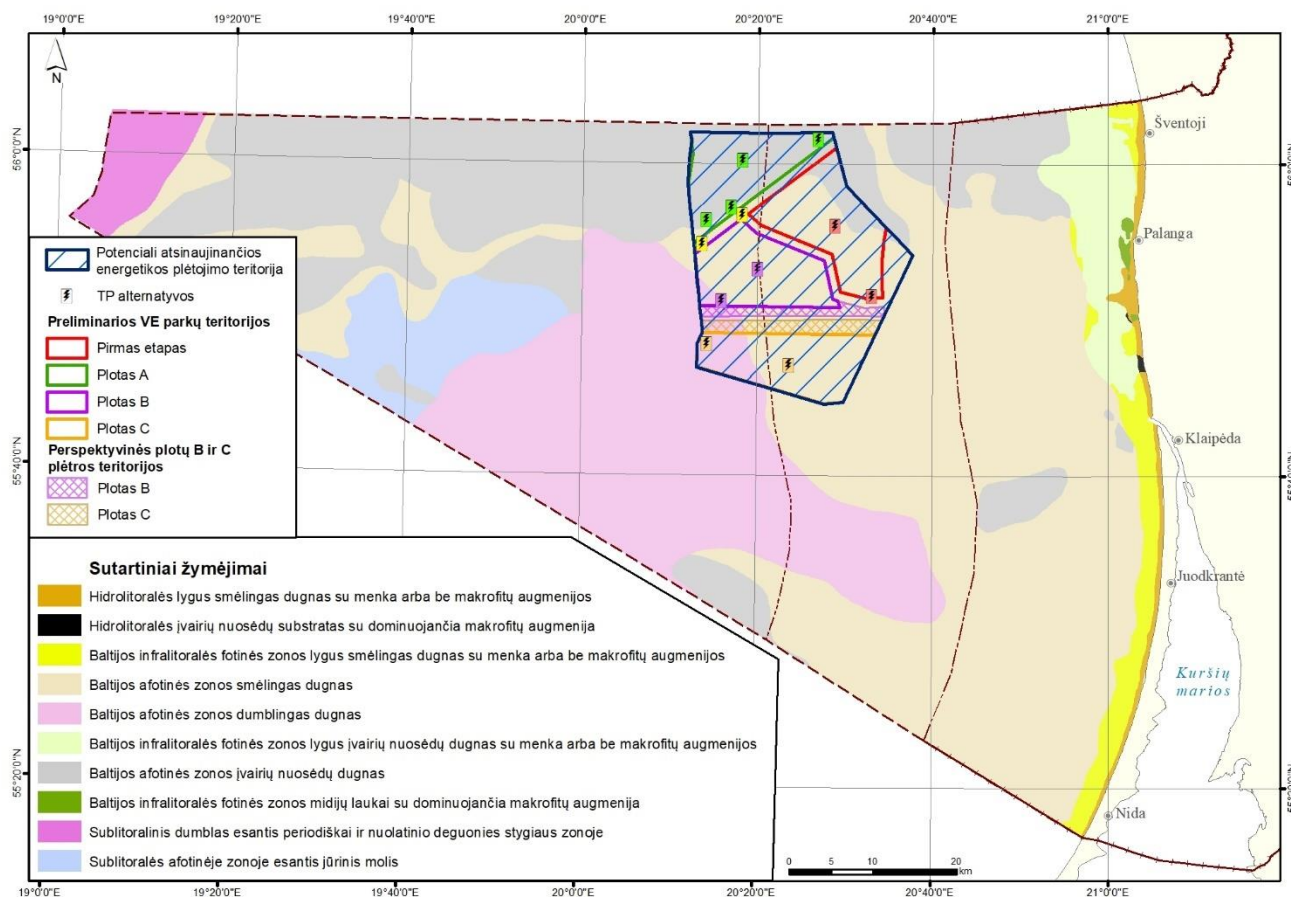 19°0'0"E
19°20'0"E
19°40'0"E
20°0'0"E
20°20'0"E
20°40'0"E
21°0'0"E
N
56°0'0"N
56°0'0"N
Šventoji
Palanga
Klaipėda
Juodkrantė
Kuršių
marios
Nida
Potenciali atsinaujinančios
energetikos plėtojimo teritorija
TP alternatyvos
Preliminarios VE parkų teritorijos
Pirmas etapas
Plotas A
Plotas B
Plotas C
Perspektyvinės plotų B ir C
plėtros teritorijos
Plotas B
Plotas C
55°40'0"N
55°40'0"N
Sutartiniai žymėjimai
Hidrolitoralės lygus smėlingas dugnas su menka arba be makrofitų augmenijos
Hidrolitoralės įvairių nuosėdų substratas su dominuojančia makrofitų augmenija
Baltijos infralitoralės fotinės zonos lygus smėlingas dugnas su menka arba be makrofitų augmenijos
Baltijos afotinės zonos smėlingas dugnas
Baltijos afotinės zonos dumblingas dugnas
Baltijos infralitoralės fotinės zonos lygus įvairių nuosėdų dugnas su menka arba be makrofitų augmenijos
Baltijos afotinės zonos įvairių nuosėdų dugnas
Baltijos infralitoralės fotinės zonos midijų laukai su dominuojančia makrofitų augmenija
Sublitoralinis dumblas esantis periodiškai ir nuolatinio deguonies stygiaus zonoje
Sublitoralės afotinėje zonoje esantis jūrinis molis
55°20'0"N
55°20'0"N
0 5 10 20
km
19°0'0"E
19°20'0"E
19°40'0"E
20°0'0"E
20°20'0"E
20°40'0"E
21°0'0"E